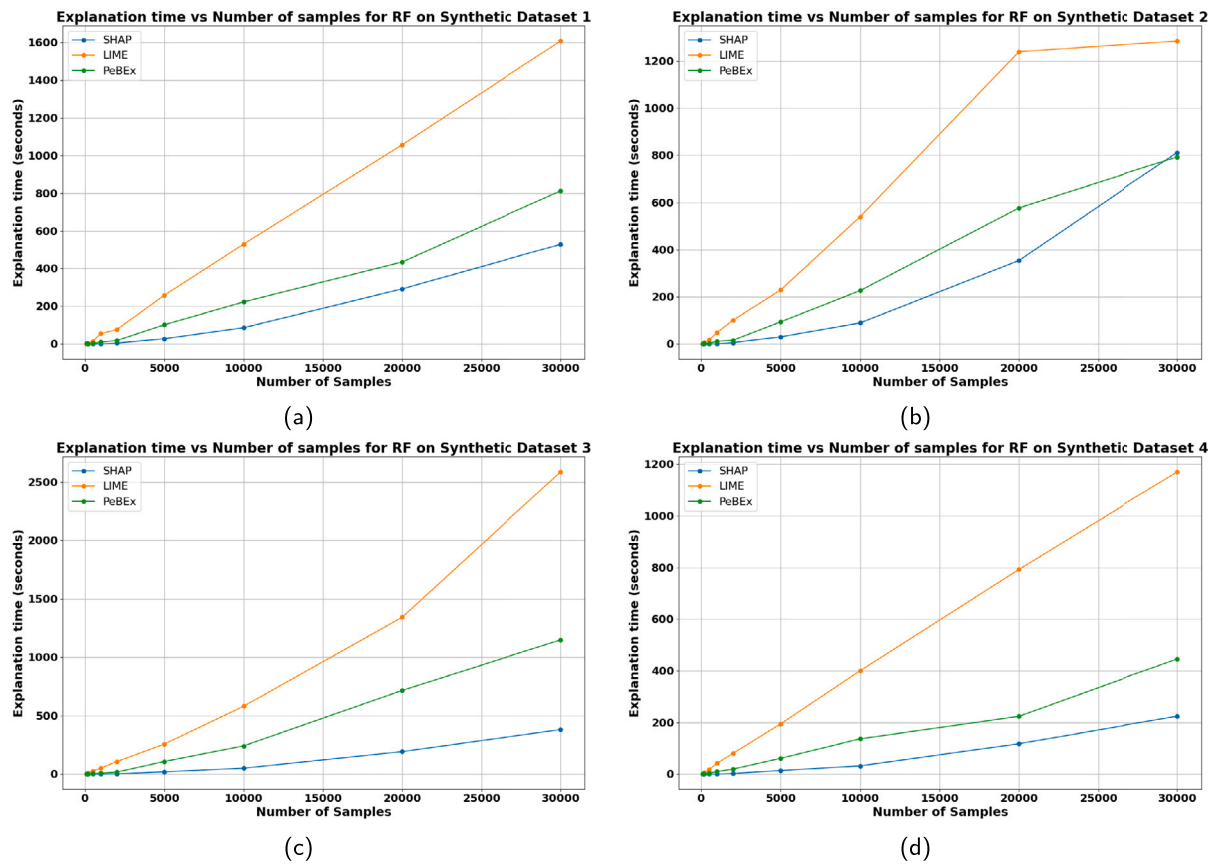 Explanation time vs Number of samples for RF on Synthetic Dataset 1
SHAP
LIME
PeBEx
Explanation time (seconds)
1600
1400
1200
1000
800
600
400
200
0
0 5000 10000 15000 20000 25000 30000
Number of Samples
(a)
Explanation time vs Number of samples for RF on Synthetic Dataset 2
SHAP
LIME
PeBEx
Explanation time (seconds)
1200
1000
800
600
400
200
0
0 5000 10000 15000 20000 25000 30000
Number of Samples
(b)
Explanation time vs Number of samples for RF on Synthetic Dataset 3
SHAP
LIME
PeBEx
Explanation time (seconds)
2500
2000
1500
1000
500
0
0 5000 10000 15000 20000 25000 30000
Number of Samples
(c)
Explanation time vs Number of samples for RF on Synthetic Dataset 4
SHAP
LIME
PeBEx
Explanation time (seconds)
1200
1000
800
600
400
200
0
0 5000 10000 15000 20000 25000 30000
Number of Samples
(d)